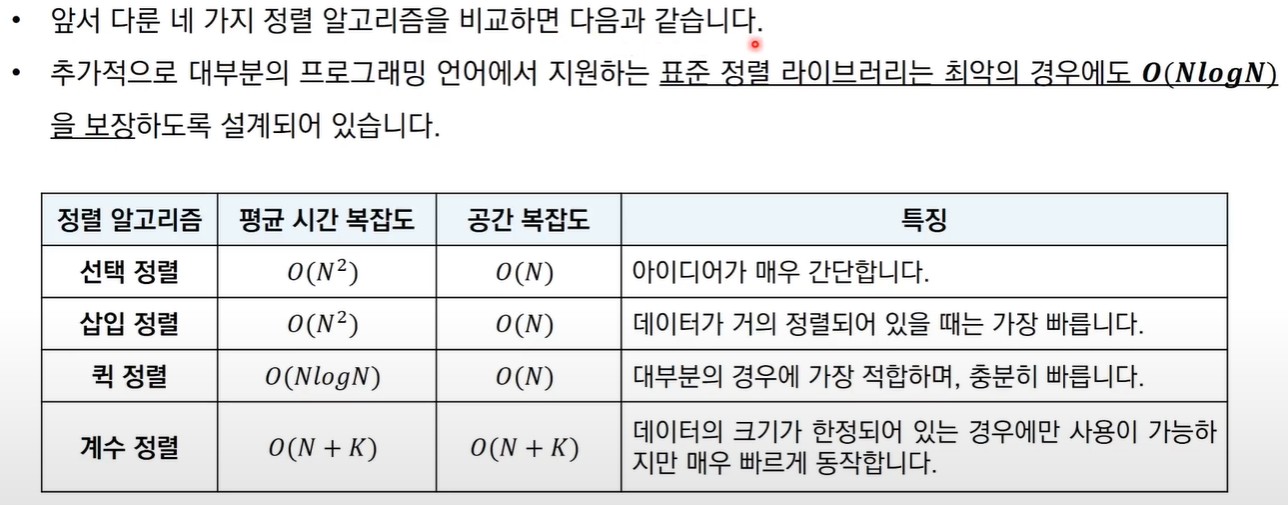 • 앞서 다룬 네 가지 정렬 알고리즘을 비교하면 다음과 같습니다.
• 추가적으로 대부분의 프로그래밍 언어에서 지원하는 표준 정렬 라이브러리는 최악의 경우에도 O(NlogN)
을 보장하도록 설계되어 있습니다.
정렬 알고리즘 평균 시간 복잡도 공간 복잡도 특징
선택 정렬 O(N²) O(N) 아이디어가 매우 간단합니다.
삽입 정렬 O(N²) O(N) 데이터가 거의 정렬되어 있을 때는 가장 빠릅니다.
퀵 정렬 O(NlogN) O(N) 대부분의 경우에 가장 적합하며, 충분히 빠릅니다.
계수 정렬 O(N + K) O(N + K) 데이터의 크기가 한정되어 있는 경우에만 사용이 가능하
지만 매우 빠르게 동작합니다.